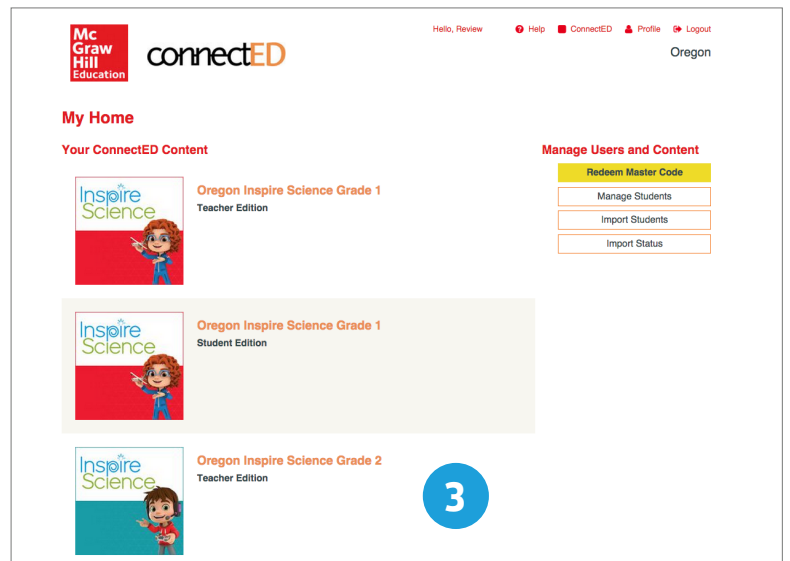 Mc
Graw
Hill
Education
connectED
Hello, Review
Help
ConnectED
Profile
Logout
Oregon
My Home
Your ConnectED Content
Inspire
Science
Oregon Inspire Science Grade 1
Teacher Edition
Inspire
Science
Oregon Inspire Science Grade 1
Student Edition
Inspire
Science
Oregon Inspire Science Grade 2
Teacher Edition
3
Manage Users and Content
Redeem Master Code
Manage Students
Import Students
Import Status